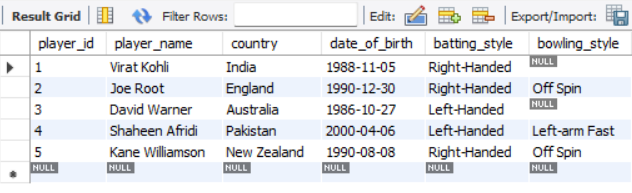 Result Grid Filter Rows: Edit: Export/Import:
player_id player_name country date_of_birth batting_style bowling_style
1 Virat Kohli India 1988-11-05 Right-Handed NULL
2 Joe Root England 1990-12-30 Right-Handed Off Spin
3 David Warner Australia 1986-10-27 Left-Handed NULL
4 Shaheen Afridi Pakistan 2000-04-06 Left-Handed Left-arm Fast
5 Kane Williamson New Zealand 1990-08-08 Right-Handed Off Spin
NULL NULL NULL NULL NULL NULL